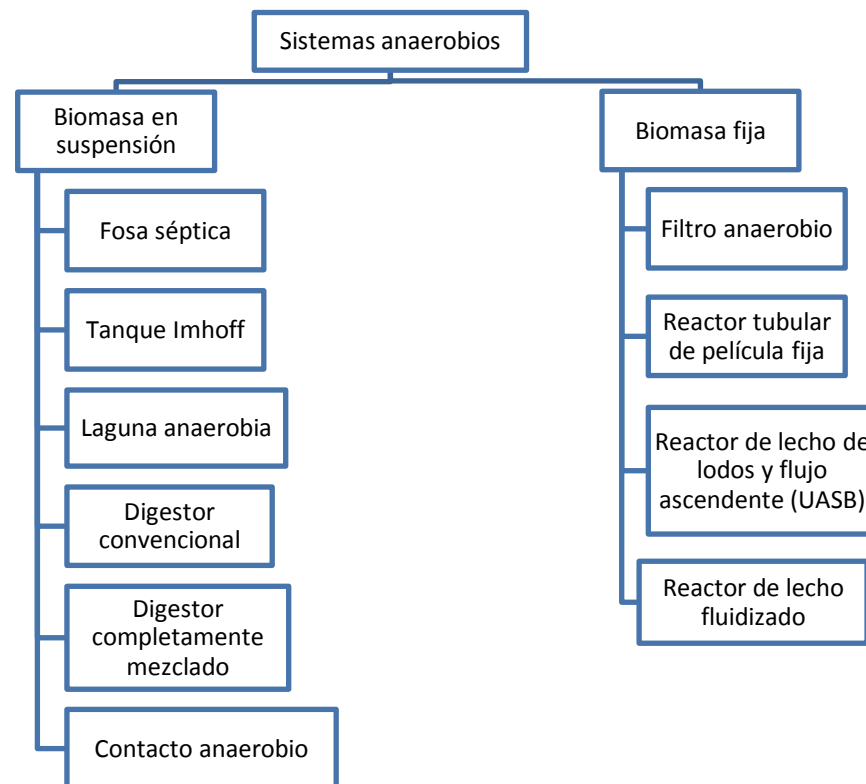 Sistemas anaerobios
Biomasa en
suspensión
Fosa séptica
Tanque Imhoff
Laguna anaerobia
Digestor
convencional
Digestor
completamente
mezclado
Contacto anaerobio
Biomasa fija
Filtro anaerobio
Reactor tubular
de película fija
Reactor de lecho de
lodos y flujo
ascendente (UASB)
Reactor de lecho
fluidizado